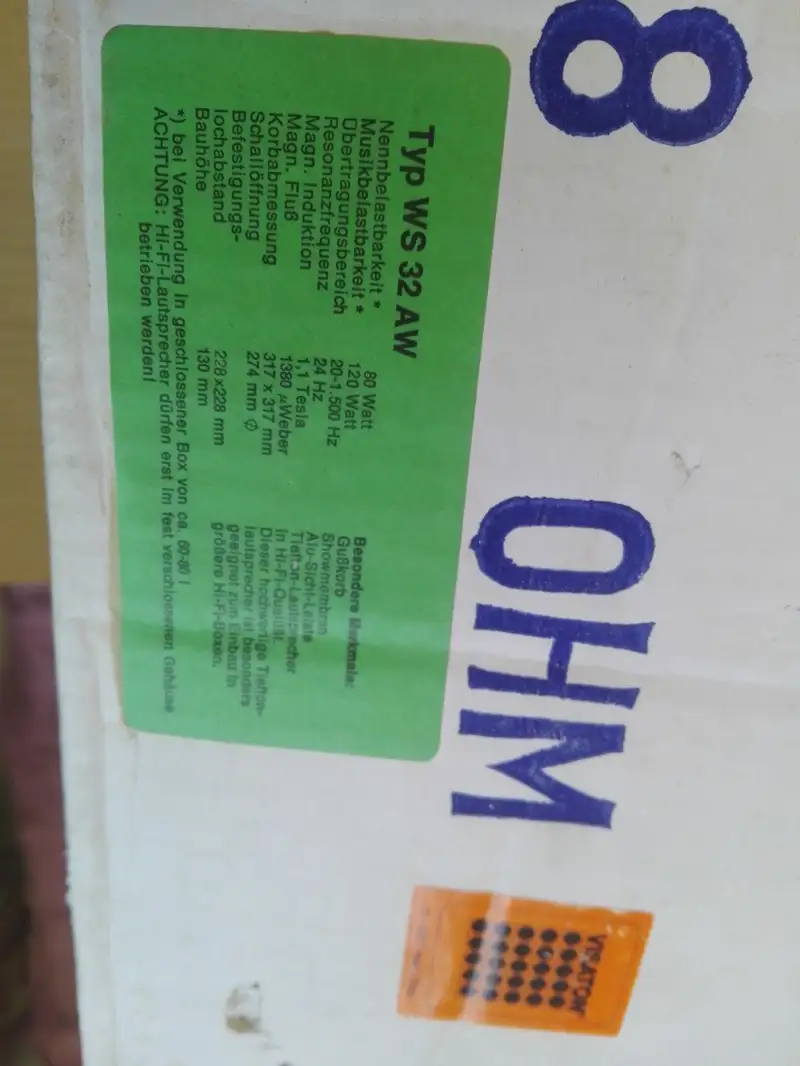 8 OHM
Typ WS 32 AW
Nennbelastbarkeit * 80 Watt
Musikbelastbarkeit * 120 Watt
Übertragungsbereich 20-1.500 Hz
Resonanzfrequenz 24 Hz
Magn. Induktion 1,1 Tesla
Magn. Fluß 1380 µWeber
Korbabmessung 317 x 317 mm
Schallöffnung 274 mm Ø
Befestigungs-
lochabstand 228x228 mm
Bauhöhe 130 mm
Besondere Merkmale:
Gußkorb
Showmembran
Alu-Sicht-Leiste
Tiefton-Lautsprecher
in Hi-Fi-Qualität.
Dieser hochwertige Tiefton-
lautsprecher ist besonders
geeignet zum Einbau in
größere Hi-Fi-Boxen.
*) bei Verwendung in geschlossener Box von ca. 60-80 l
ACHTUNG: Hi-Fi-Lautsprecher dürfen erst im fest verschlossenen Gehäuse
betrieben werden!